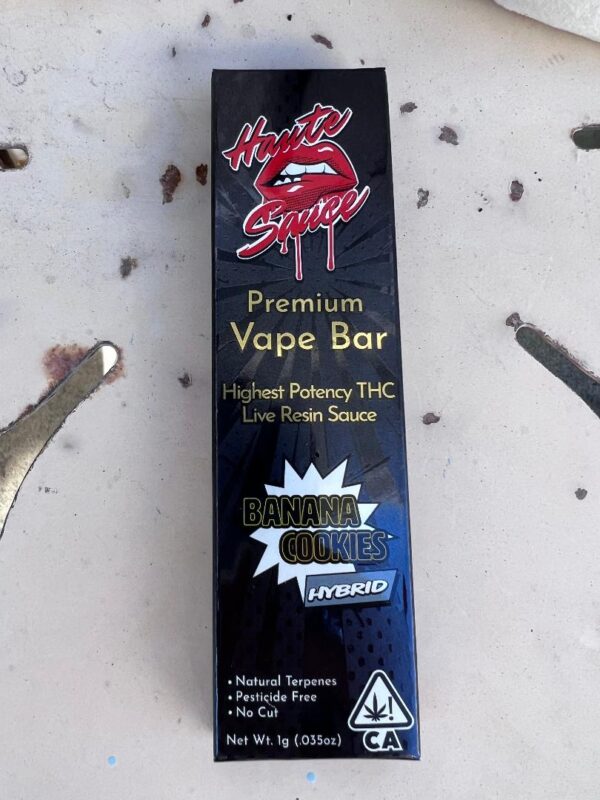 Haute
Sauce
Premium
Vape Bar
Highest Potency THC
Live Resin Sauce
BANANA
COOKIES
HYBRID
• Natural Terpenes
• Pesticide Free
• No Cut
Net Wt. 1g (.035oz)
!
CA